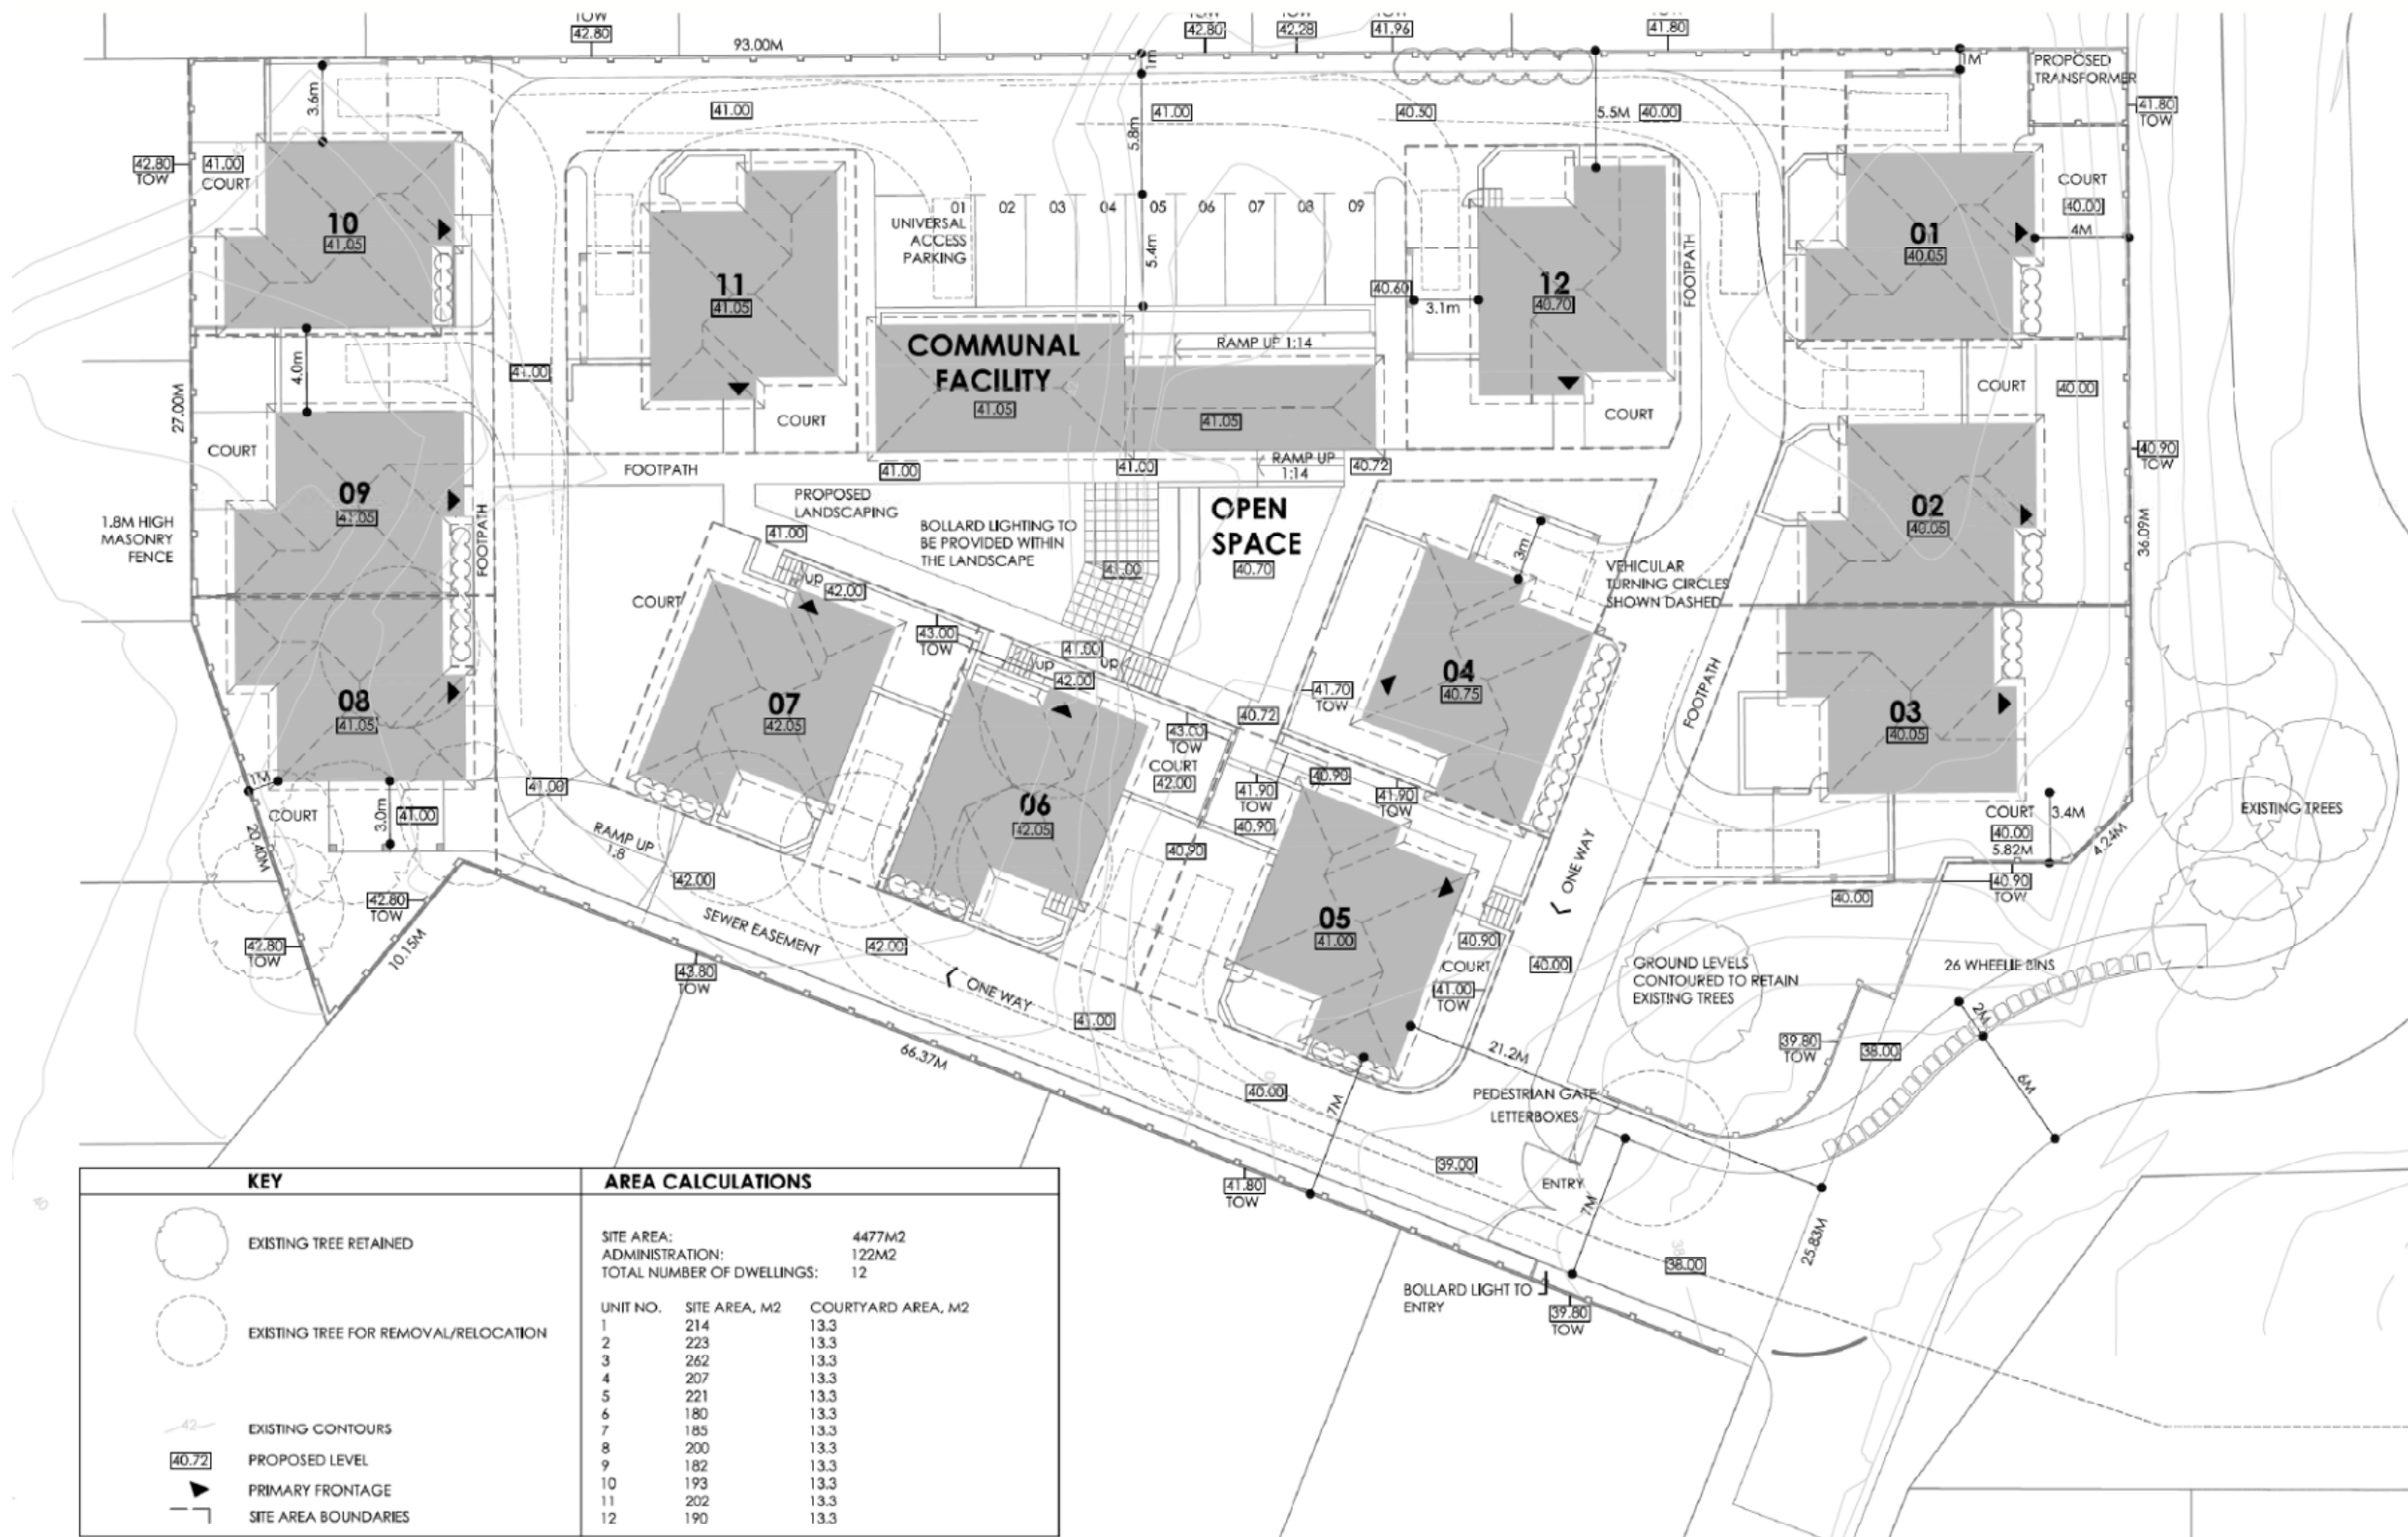 TOW
42.80
93.00M
42.80
42.28
41.96
41.80
1m
1M
PROPOSED
TRANSFORMER
41.80
TOW
3.6m
41.00
5.8m
41.00
40.50
5.5M
40.00
42.80
TOW
41.00
COURT
COURT
40.00
4M
10
41.05
01
02
03
04
05
06
07
08
09
UNIVERSAL
ACCESS
PARKING
5.4m
FOOTPATH
01
40.05
11
41.05
40.60
3.1m
12
40.70
COMMUNAL
FACILITY
41.05
RAMP UP 1:14
41.05
4.0m
41.00
27.00M
COURT
COURT
COURT
40.00
COURT
FOOTPATH
41.00
41.00
RAMP UP
1:14
40.72
40.90
TOW
09
41.05
PROPOSED
LANDSCAPING
41.00
BOLLARD LIGHTING TO
BE PROVIDED WITHIN
THE LANDSCAPE
41.00
OPEN
SPACE
40.70
3m
02
40.05
36.09M
1.8M HIGH
MASONRY
FENCE
FOOTPATH
VEHICULAR
TURNING CIRCLES
SHOWN DASHED
COURT
up
42.00
43.00
TOW
41.00
up
up
42.00
08
41.05
07
42.05
41.70
TOW
04
40.75
FOOTPATH
03
40.05
40.72
43.00
TOW
COURT
42.00
40.90
41.90
TOW
40.90
41.90
TOW
1M
COURT
3.0m
41.00
41.00
06
42.05
COURT
40.00
5.82M
3.4M
4.24M
EXISTING TREES
20.40M
RAMP UP
1:8
40.90
ONE WAY
42.00
42.80
TOW
40.90
TOW
40.00
05
41.00
SEWER EASEMENT
42.00
40.90
42.80
TOW
10.15M
43.80
TOW
ONE WAY
COURT
41.00
TOW
40.00
GROUND LEVELS
CONTOURED TO RETAIN
EXISTING TREES
26 WHEELIE BINS
2M
41.00
66.37M
21.2M
39.80
TOW
38.00
6M
40.00
7M
PEDESTRIAN GATE
LETTERBOXES
39.00
41.80
TOW
ENTRY
7M
25.83M
38.00
BOLLARD LIGHT TO
ENTRY
39.80
TOW
KEY
EXISTING TREE RETAINED
EXISTING TREE FOR REMOVAL/RELOCATION
42
EXISTING CONTOURS
40.72
PROPOSED LEVEL
PRIMARY FRONTAGE
SITE AREA BOUNDARIES
AREA CALCULATIONS
SITE AREA: 4477M2
ADMINISTRATION: 122M2
TOTAL NUMBER OF DWELLINGS: 12
UNIT NO. SITE AREA, M2 COURTYARD AREA, M2
1 214 13.3
2 223 13.3
3 262 13.3
4 207 13.3
5 221 13.3
6 180 13.3
7 185 13.3
8 200 13.3
9 182 13.3
10 193 13.3
11 202 13.3
12 190 13.3